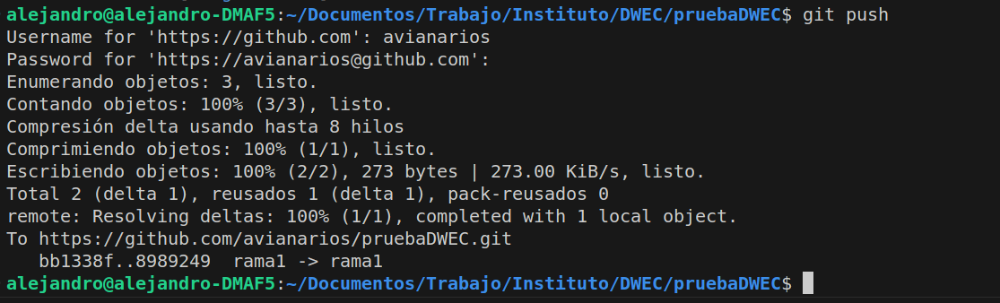 alejandro@alejandro-DMAF5:~/Documentos/Trabajo/Instituto/DWEC/pruebaDWEC$ git push
Username for 'https://github.com': avianarios
Password for 'https://avianarios@github.com':
Enumerando objetos: 3, listo.
Contando objetos: 100% (3/3), listo.
Compresión delta usando hasta 8 hilos
Comprimiendo objetos: 100% (1/1), listo.
Escribiendo objetos: 100% (2/2), 273 bytes | 273.00 KiB/s, listo.
Total 2 (delta 1), reusados 1 (delta 1), pack-reusados 0
remote: Resolving deltas: 100% (1/1), completed with 1 local object.
To https://github.com/avianarios/pruebaDWEC.git
   bb1338f..8989249  rama1 -> rama1
alejandro@alejandro-DMAF5:~/Documentos/Trabajo/Instituto/DWEC/pruebaDWEC$